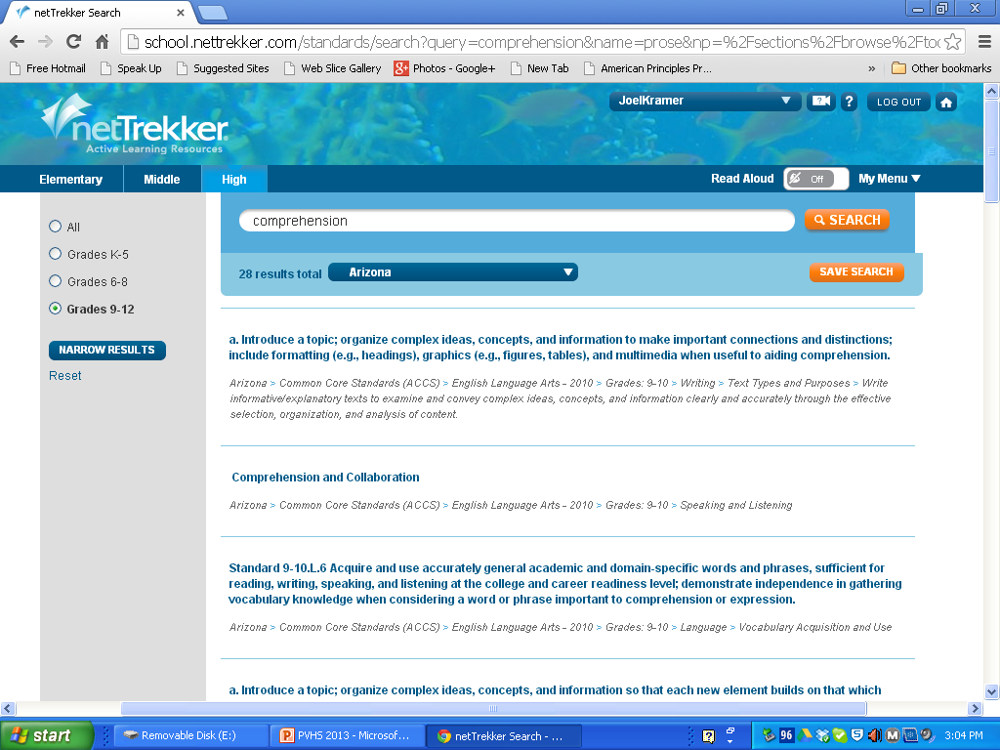 netTrekker Search
school.nettrekker.com/standards/search?query=comprehension&name=prose&np=%2Fsections%2Fbrowse%2Ftoc
Free Hotmail Speak Up Suggested Sites Web Slice Gallery Photos - Google+ New Tab American Principles Pr... » Other bookmarks
JoelKramer ? LOG OUT
netTrekker
Active Learning Resources
Elementary Middle High Read Aloud Off My Menu
All
Grades K-5
Grades 6-8
Grades 9-12
NARROW RESULTS
Reset
comprehension SEARCH
28 results total Arizona SAVE SEARCH
a. Introduce a topic; organize complex ideas, concepts, and information to make important connections and distinctions;
include formatting (e.g., headings), graphics (e.g., figures, tables), and multimedia when useful to aiding comprehension.
Arizona > Common Core Standards (ACCS) > English Language Arts - 2010 > Grades: 9-10 > Writing > Text Types and Purposes > Write
informative/explanatory texts to examine and convey complex ideas, concepts, and information clearly and accurately through the effective
selection, organization, and analysis of content.
Comprehension and Collaboration
Arizona > Common Core Standards (ACCS) > English Language Arts - 2010 > Grades: 9-10 > Speaking and Listening
Standard 9-10.L.6 Acquire and use accurately general academic and domain-specific words and phrases, sufficient for
reading, writing, speaking, and listening at the college and career readiness level; demonstrate independence in gathering
vocabulary knowledge when considering a word or phrase important to comprehension or expression.
Arizona > Common Core Standards (ACCS) > English Language Arts - 2010 > Grades: 9-10 > Language > Vocabulary Acquisition and Use
a. Introduce a topic; organize complex ideas, concepts, and information so that each new element builds on that which
start Removable Disk (E:) PVHS 2013 - Microsof... netTrekker Search - ... 96 3:04 PM